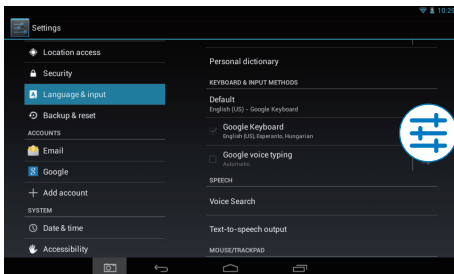 10:29
Settings
Location access
Security
Language & input
Backup & reset
ACCOUNTS
Email
Google
Add account
SYSTEM
Date & time
Accessibility
Personal dictionary
KEYBOARD & INPUT METHODS
Default
English (US) - Google Keyboard
Google Keyboard
English (US), Esperanto, Hungarian
Google voice typing
Automatic
SPEECH
Voice Search
Text-to-speech output
MOUSE/TRACKPAD